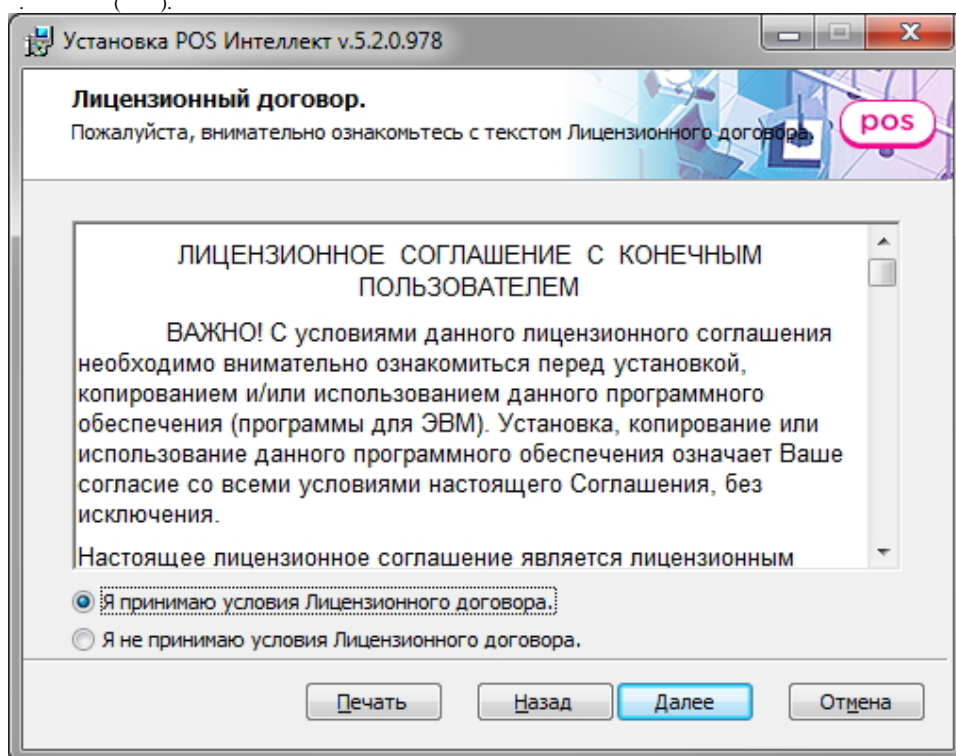 . ( ).
Установка POS Интеллект v.5.2.0.978
Лицензионный договор.
Пожалуйста, внимательно ознакомьтесь с текстом Лицензионного договора.
pos
ЛИЦЕНЗИОННОЕ СОГЛАШЕНИЕ С КОНЕЧНЫМ
ПОЛЬЗОВАТЕЛЕМ
ВАЖНО! С условиями данного лицензионного соглашения
необходимо внимательно ознакомиться перед установкой,
копированием и/или использованием данного программного
обеспечения (программы для ЭВМ). Установка, копирование или
использование данного программного обеспечения означает Ваше
согласие со всеми условиями настоящего Соглашения, без
исключения.
Настоящее лицензионное соглашение является лицензионным
Я принимаю условия Лицензионного договора.
Я не принимаю условия Лицензионного договора.
Печать
Назад
Далее
Отмена